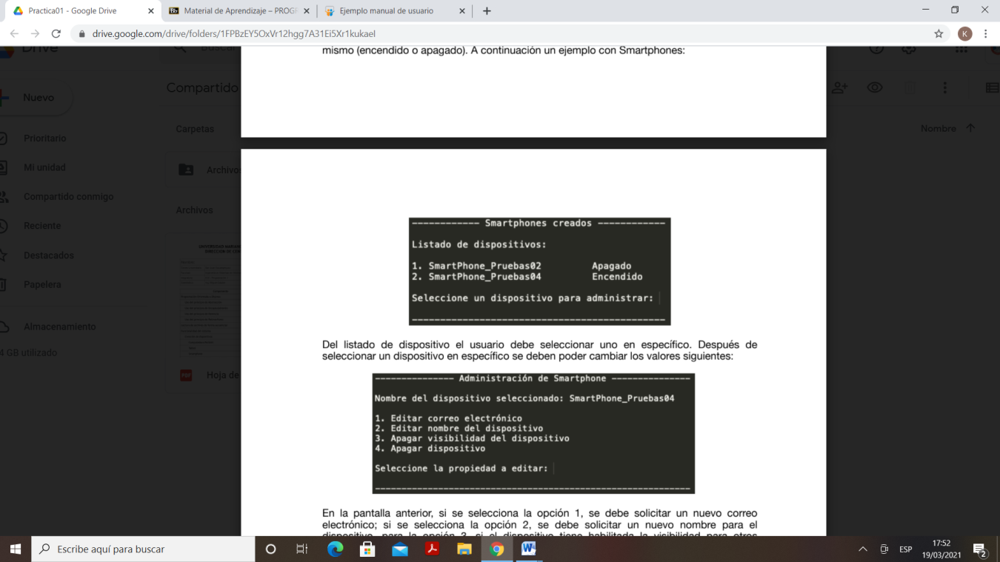 Practica01 - Google Drive
Material de Aprendizaje – PROGR
Ejemplo manual de usuario
drive.google.com/drive/folders/1FPBzEY5OxVr12hgg7A31Ei5Xr1kukaeI
K
Drive
Buscar
mismo (encendido o apagado). A continuación un ejemplo con Smartphones:
Nuevo
Compartido
Prioritario
Carpetas
Nombre
Mi unidad
Archivos
Compartido conmigo
Archivos
Reciente
Destacados
Papelera
Almacenamiento
4 GB utilizado
PDF
Hoja de
------------ Smartphones creados ------------
Listado de dispositivos:
1. SmartPhone_Pruebas02 Apagado
2. SmartPhone_Pruebas04 Encendido
Seleccione un dispositivo para administrar:
---------------------------------------------
Del listado de dispositivo el usuario debe seleccionar uno en específico. Después de
seleccionar un dispositivo en específico se deben poder cambiar los valores siguientes:
--------------- Administración de Smartphone ---------------
Nombre del dispositivo seleccionado: SmartPhone_Pruebas04
1. Editar correo electrónico
2. Editar nombre del dispositivo
3. Apagar visibilidad del dispositivo
4. Apagar dispositivo
Seleccione la propiedad a editar:
------------------------------------------------------------
En la pantalla anterior, si se selecciona la opción 1, se debe solicitar un nuevo correo
electrónico; si se selecciona la opción 2, se debe solicitar un nuevo nombre para el
dispositivo, para la opción 3, si el dispositivo tiene habilitada la visibilidad para otros
Escribe aquí para buscar
ESP
17:52
19/03/2021
2